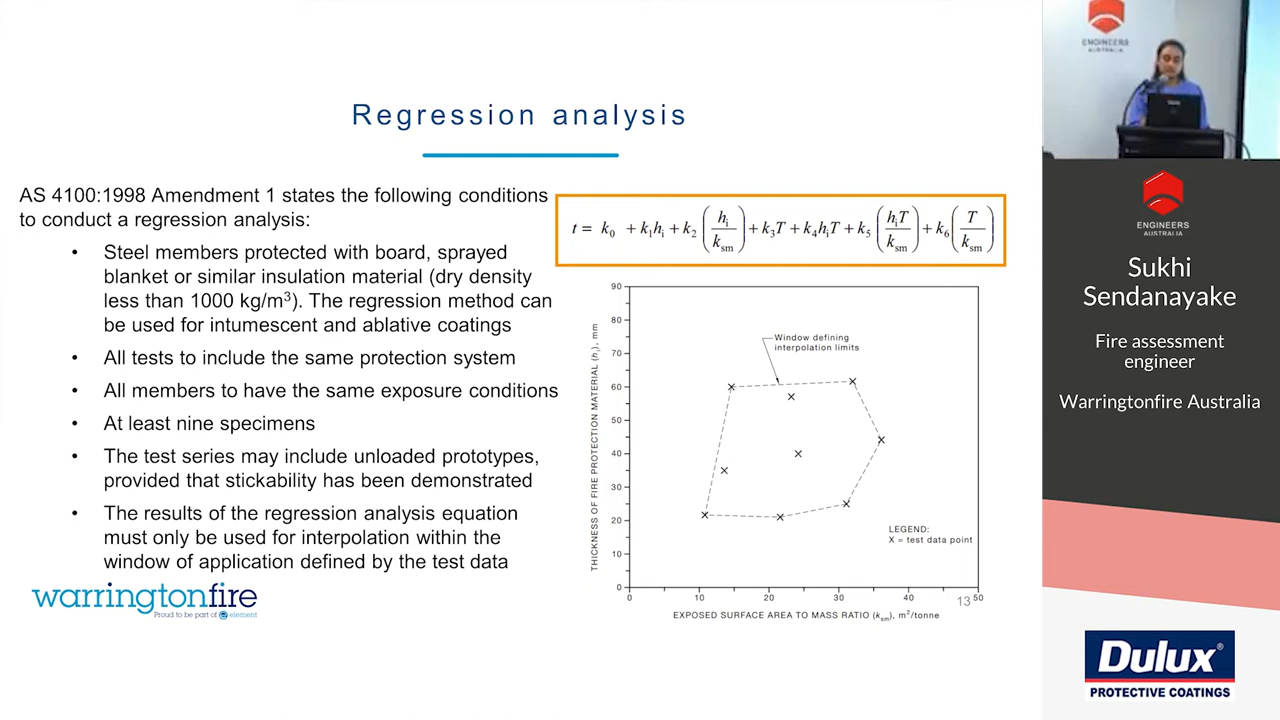 Regression analysis
AS 4100:1998 Amendment 1 states the following conditions
to conduct a regression analysis:
• Steel members protected with board, sprayed
blanket or similar insulation material (dry density
less than 1000 kg/m³). The regression method can
be used for intumescent and ablative coatings
• All tests to include the same protection system
• All members to have the same exposure conditions
• At least nine specimens
• The test series may include unloaded prototypes,
provided that stickability has been demonstrated
• The results of the regression analysis equation
must only be used for interpolation within the
window of application defined by the test data
warringtonfire
Proud to be part of element
t = k₀ + k₁hᵢ + k₂(hᵢ/kₛₘ) + k₃T + k₄hᵢT + k₅(hᵢT/kₛₘ) + k₆(T/kₛₘ)
90
80
70
60
50
40
30
20
10
0
THICKNESS OF FIRE PROTECTION MATERIAL (hᵢ), mm
Window defining
interpolation limits
LEGEND:
X = test data point
0 10 20 30 40 50
13
EXPOSED SURFACE AREA TO MASS RATIO (kₛₘ), m²/tonne
ENGINEERS
AUSTRALIA
ENGINEERS
AUSTRALIA
Sukhi
Sendanayake
Fire assessment
engineer
Warringtonfire Australia
Dulux®
PROTECTIVE COATINGS